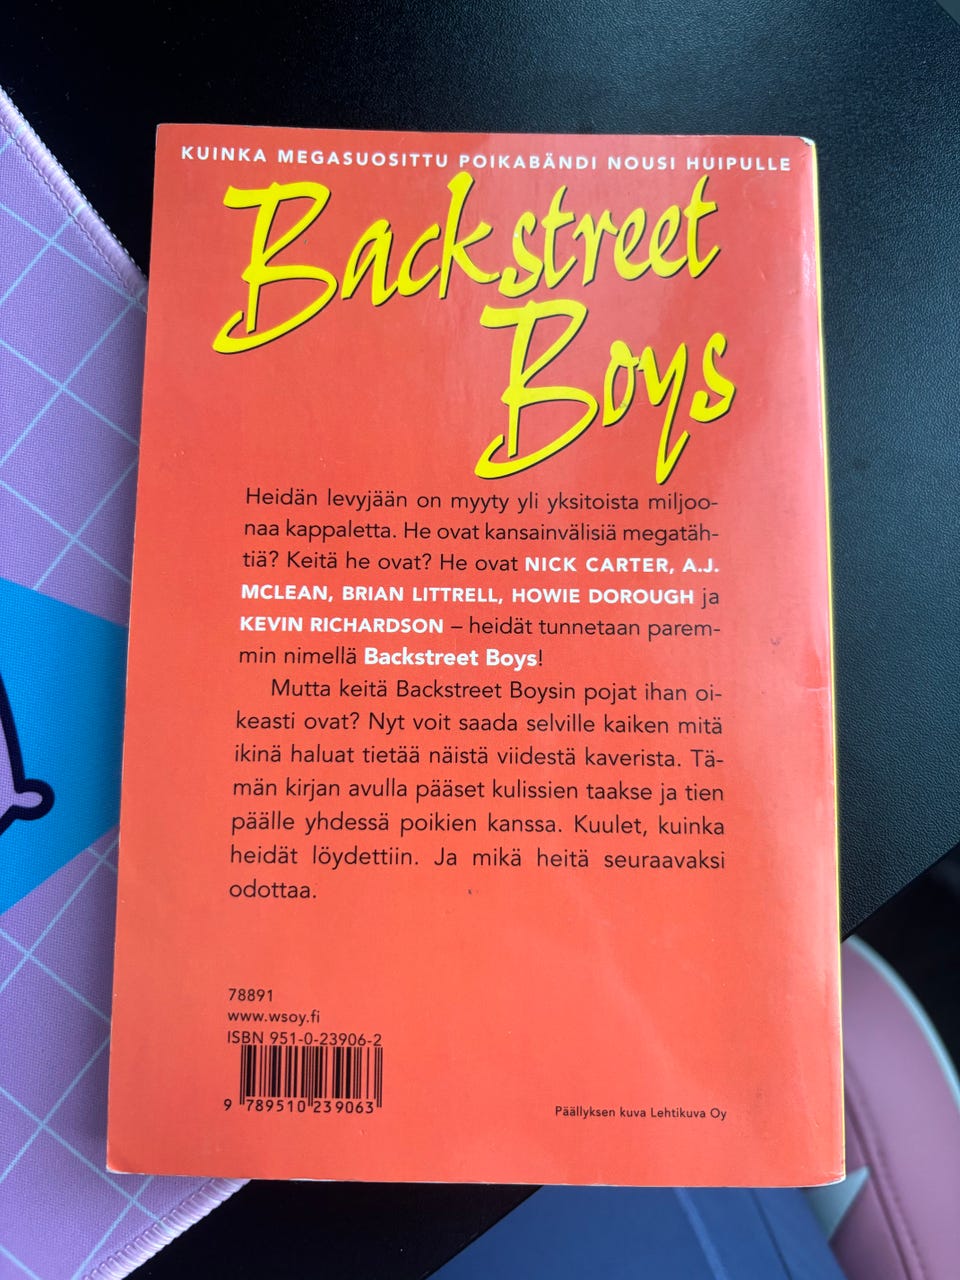 KUINKA MEGASUOSITTU POIKABÄNDI NOUSI HUIPULLE
Backstreet
Boys
Heidän levyjään on myyty yli yksitoista miljoo-
naa kappaletta. He ovat kansainvälisiä megatäh-
tiä? Keitä he ovat? He ovat NICK CARTER, A.J.
MCLEAN, BRIAN LITTRELL, HOWIE DOROUGH ja
KEVIN RICHARDSON – heidät tunnetaan parem-
min nimellä Backstreet Boys!
Mutta keitä Backstreet Boysin pojat ihan oi-
keasti ovat? Nyt voit saada selville kaiken mitä
ikinä haluat tietää näistä viidestä kaverista. Tä-
män kirjan avulla pääset kulissien taakse ja tien
päälle yhdessä poikien kanssa. Kuulet, kuinka
heidät löydettiin. Ja mikä heitä seuraavaksi
odottaa.
78891
www.wsoy.fi
ISBN 951-0-23906-2
9 789510 239063
Päällyksen kuva Lehtikuva Oy